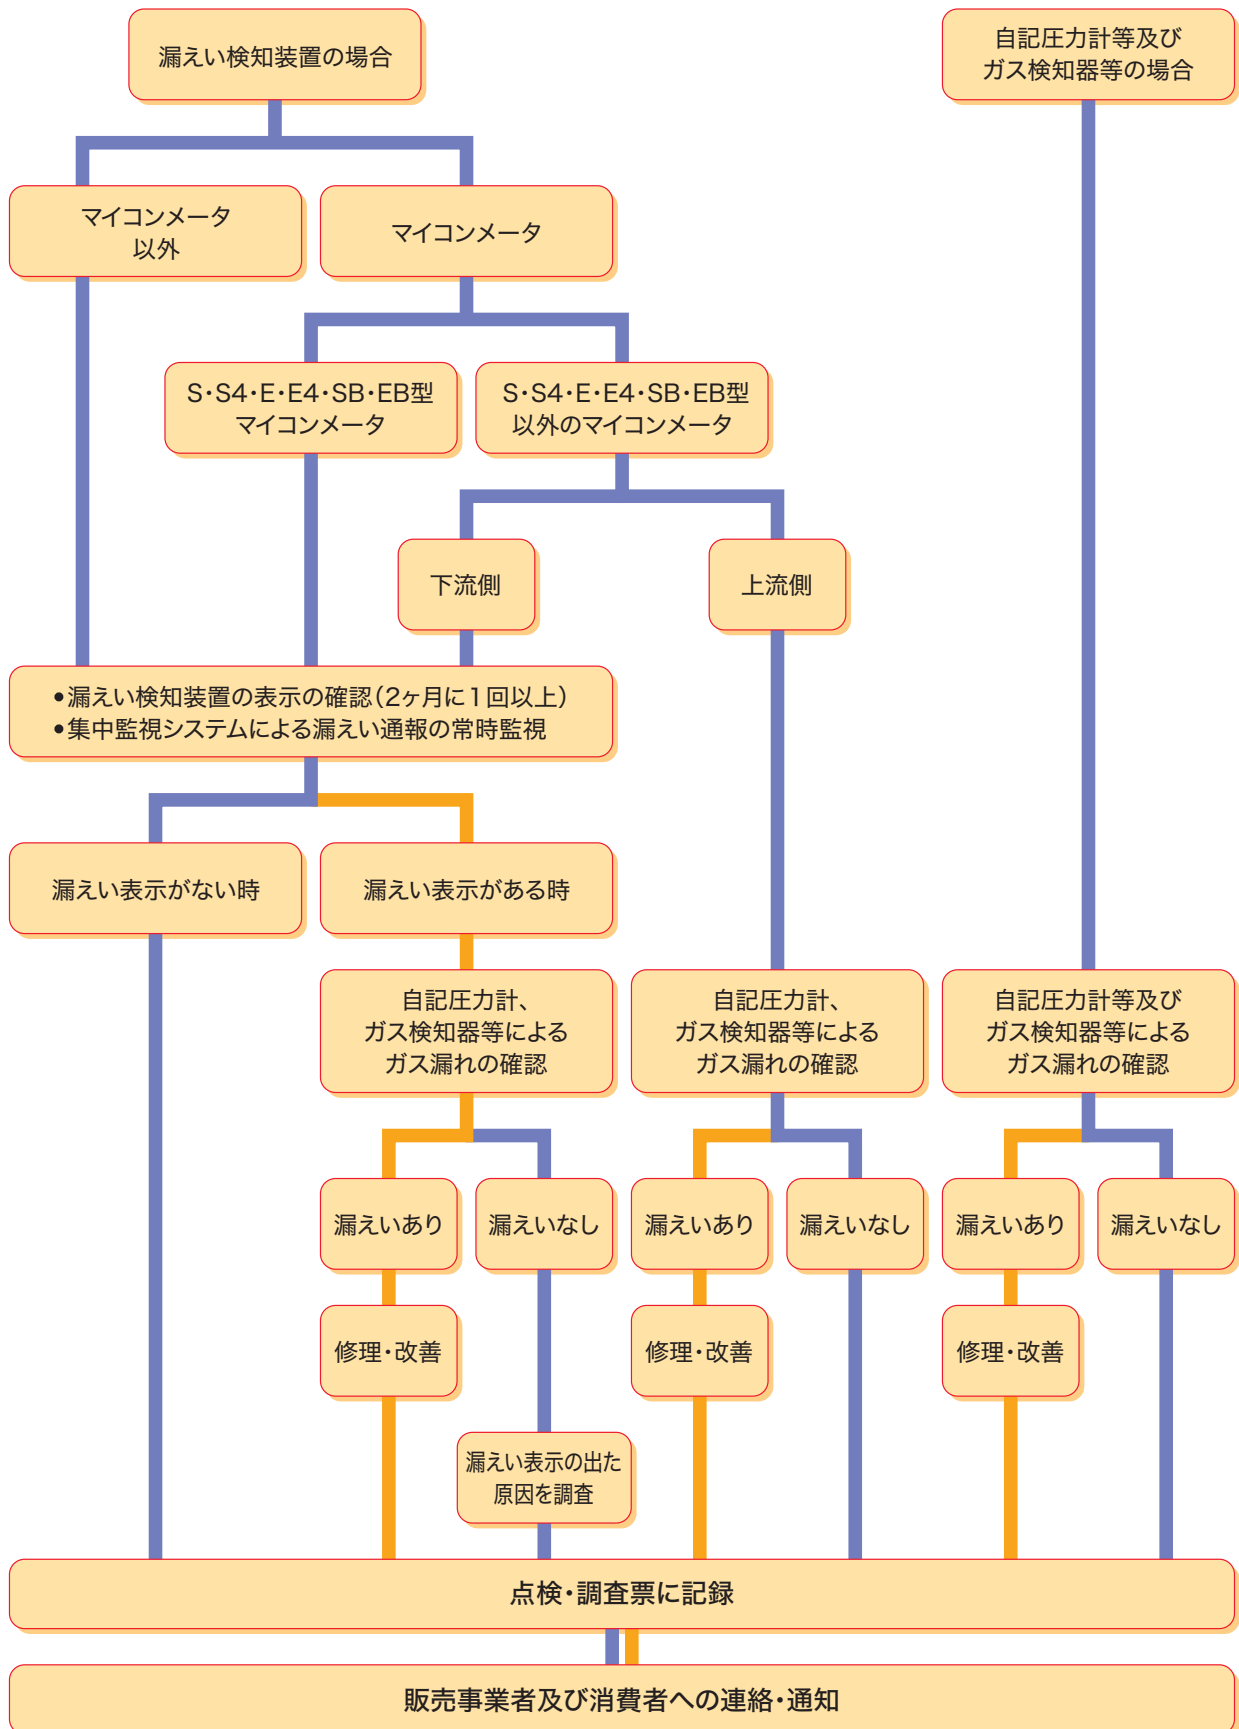 漏えい検知装置の場合
自記圧力計等及び
ガス検知器等の場合
マイコンメータ
以外
マイコンメータ
S･S4･E･E4･SB･EB型
マイコンメータ
S･S4･E･E4･SB･EB型
以外のマイコンメータ
下流側
上流側
●漏えい検知装置の表示の確認（2ヶ月に1回以上）
●集中監視システムによる漏えい通報の常時監視
漏えい表示がない時
漏えい表示がある時
自記圧力計、
ガス検知器等による
ガス漏れの確認
自記圧力計、
ガス検知器等による
ガス漏れの確認
自記圧力計等及び
ガス検知器等による
ガス漏れの確認
漏えいあり
漏えいなし
漏えいあり
漏えいなし
漏えいあり
漏えいなし
修理･改善
修理･改善
修理･改善
漏えい表示の出た
原因を調査
点検･調査票に記録
販売事業者及び消費者への連絡･通知